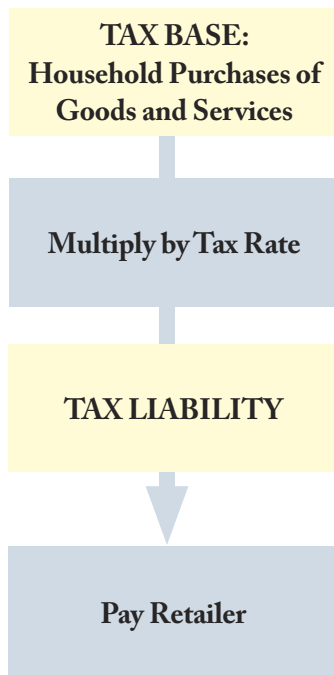 TAX BASE:
Household Purchases of
Goods and Services
Multiply by Tax Rate
TAX LIABILITY
Pay Retailer